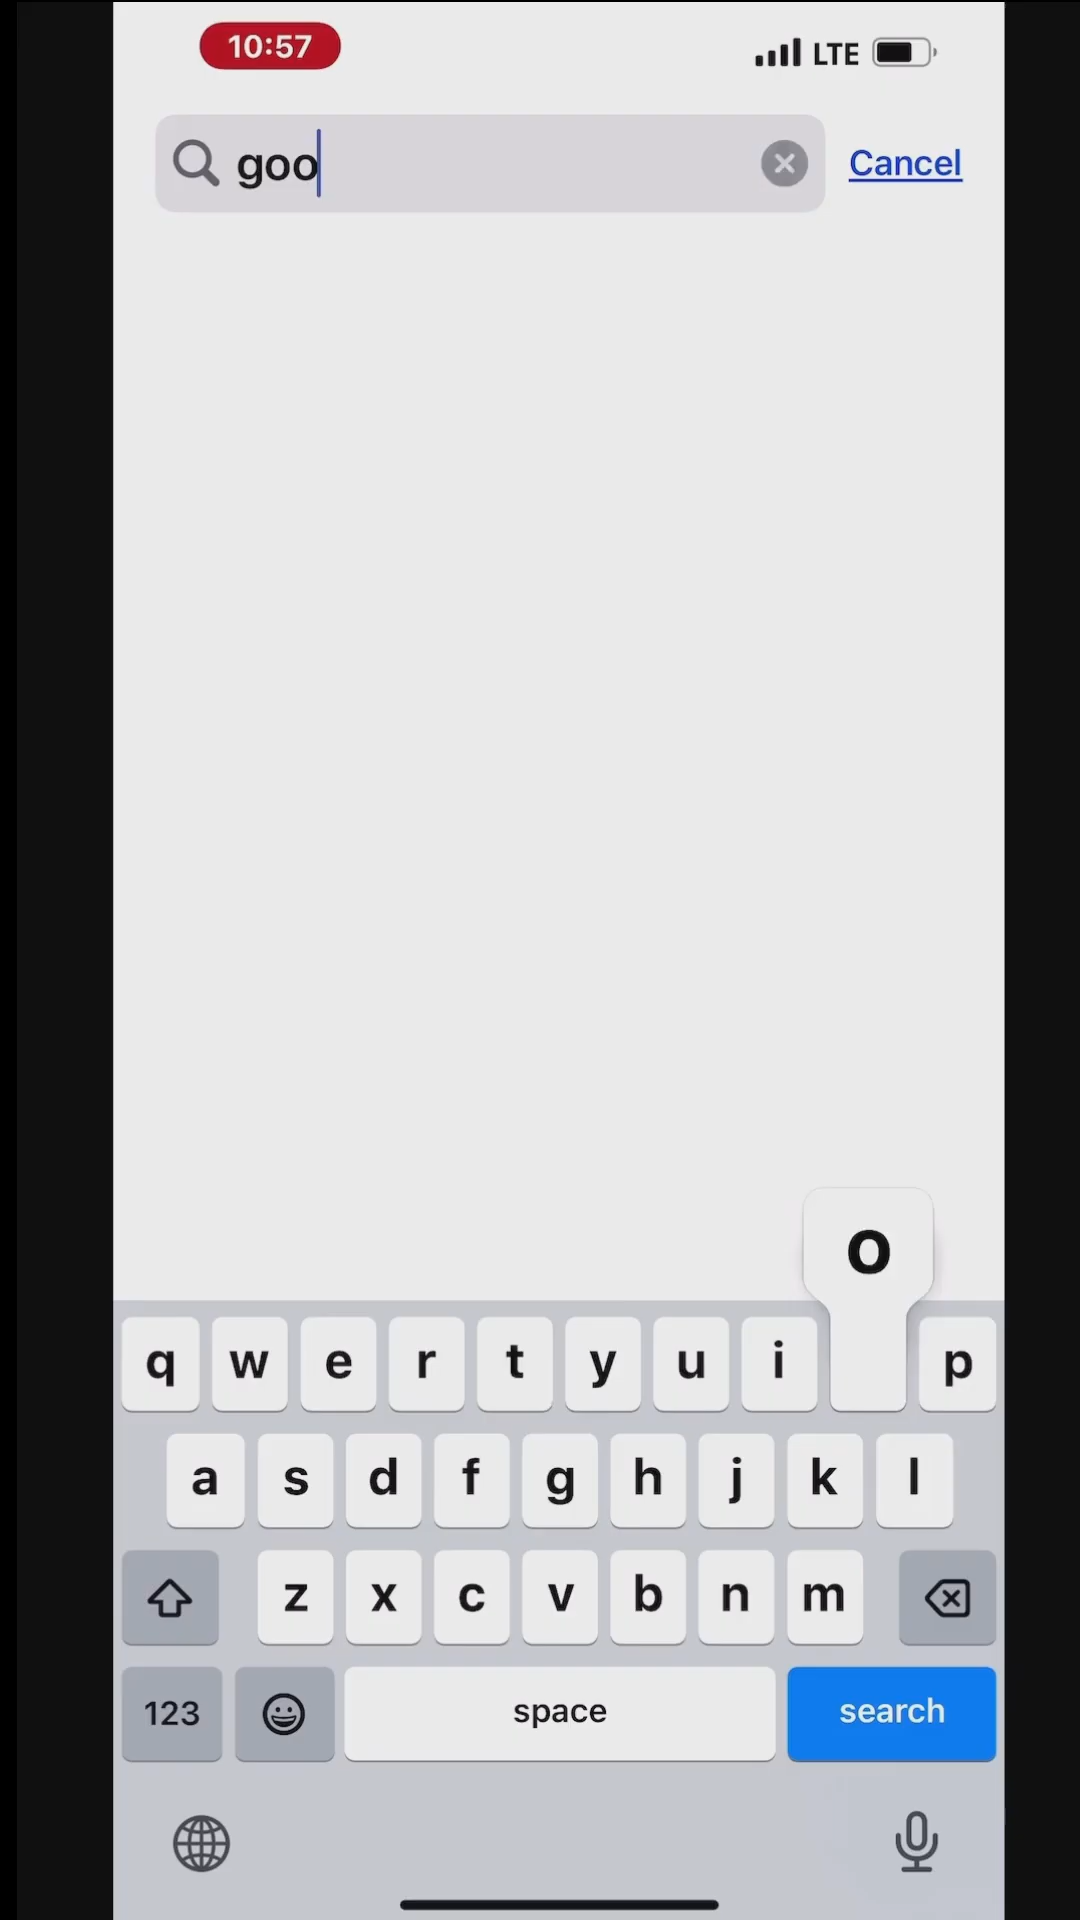 10:57 LTE
goo Cancel
o
q w e r t y u i p
a s d f g h j k l
z x c v b n m
123 space search